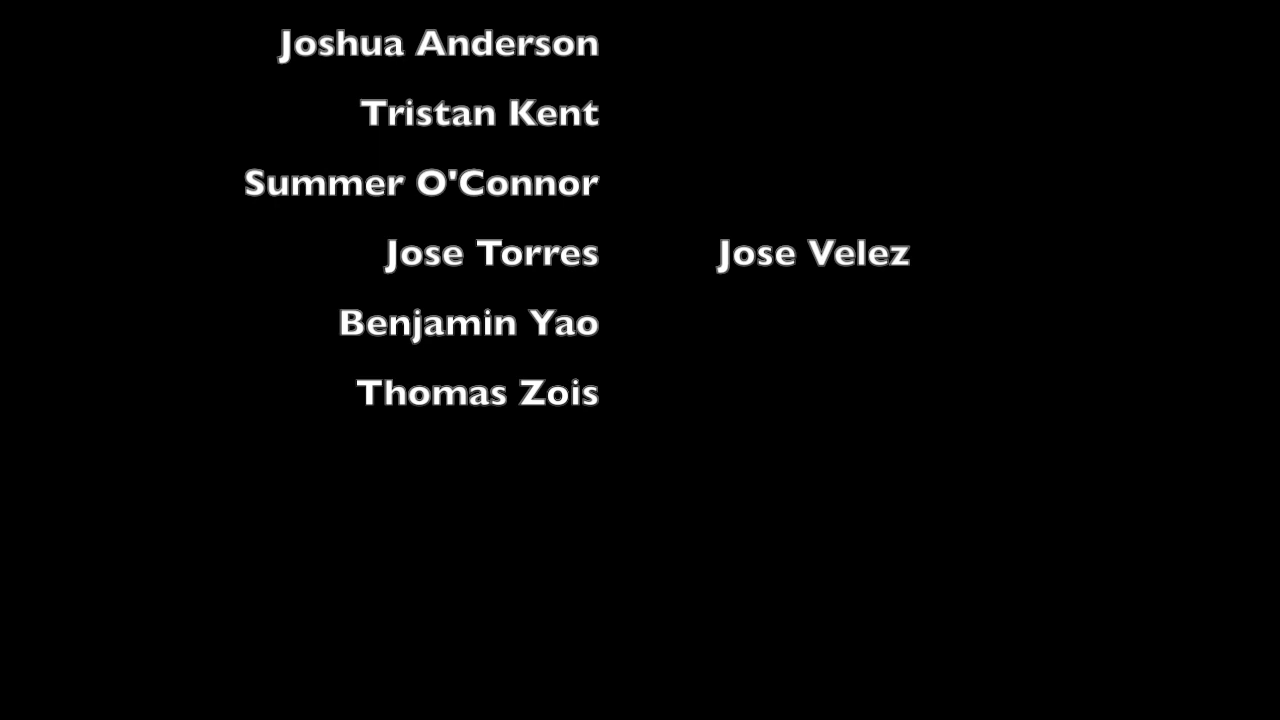 Joshua Anderson
Tristan Kent
Summer O'Connor
Jose Torres Jose Velez
Benjamin Yao
Thomas Zois